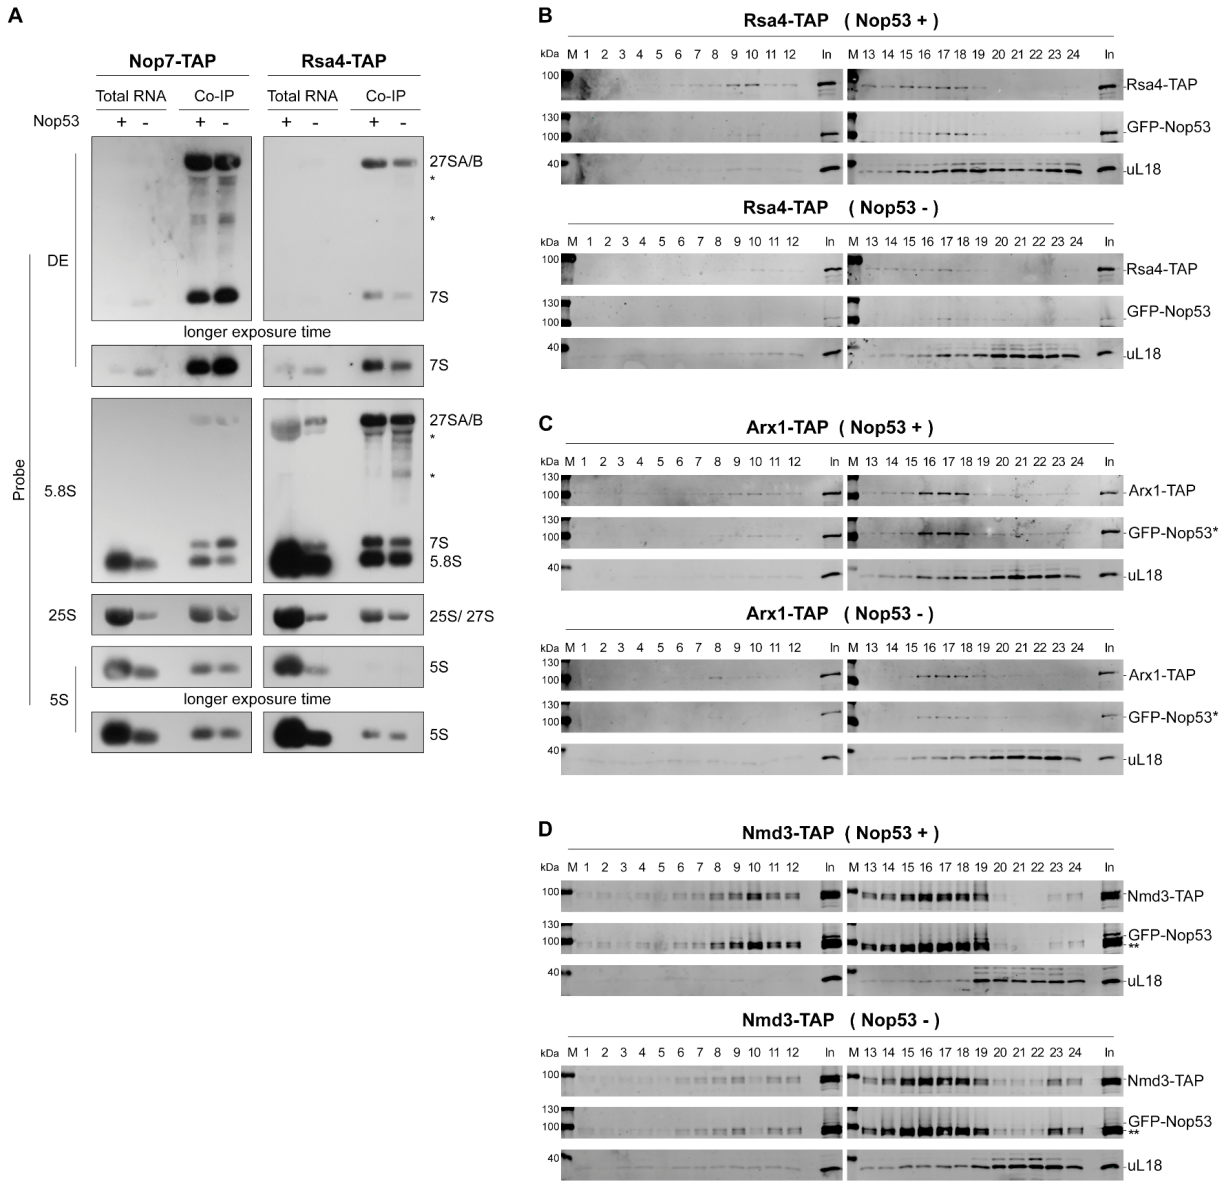 A
Nop7-TAP Rsa4-TAP
Total RNA Co-IP Total RNA Co-IP
Nop53 + - + - + - + -
27SA/B
*
*
DE
7S
longer exposure time
7S
Probe
27SA/B
*
*
5.8S
7S
5.8S
25S 25S/ 27S
5S
longer exposure time
5S
5S
B
Rsa4-TAP ( Nop53 + )
kDa M 1 2 3 4 5 6 7 8 9 10 11 12 In M 13 14 15 16 17 18 19 20 21 22 23 24 In
100 Rsa4-TAP
130
100 GFP-Nop53
40 uL18
Rsa4-TAP ( Nop53 - )
kDa M 1 2 3 4 5 6 7 8 9 10 11 12 In M 13 14 15 16 17 18 19 20 21 22 23 24 In
100 Rsa4-TAP
130 GFP-Nop53
100
40 uL18
C
Arx1-TAP ( Nop53 + )
kDa M 1 2 3 4 5 6 7 8 9 10 11 12 In M 13 14 15 16 17 18 19 20 21 22 23 24 In
130
100 Arx1-TAP
130
100 GFP-Nop53*
40 uL18
Arx1-TAP ( Nop53 - )
kDa M 1 2 3 4 5 6 7 8 9 10 11 12 In M 13 14 15 16 17 18 19 20 21 22 23 24 In
130
100 Arx1-TAP
130
100 GFP-Nop53*
40 uL18
D
Nmd3-TAP ( Nop53 + )
kDa M 1 2 3 4 5 6 7 8 9 10 11 12 In M 13 14 15 16 17 18 19 20 21 22 23 24 In
100 Nmd3-TAP
130 GFP-Nop53
100 **
40 uL18
Nmd3-TAP ( Nop53 - )
kDa M 1 2 3 4 5 6 7 8 9 10 11 12 In M 13 14 15 16 17 18 19 20 21 22 23 24 In
100 Nmd3-TAP
130 GFP-Nop53
100 **
40 uL18